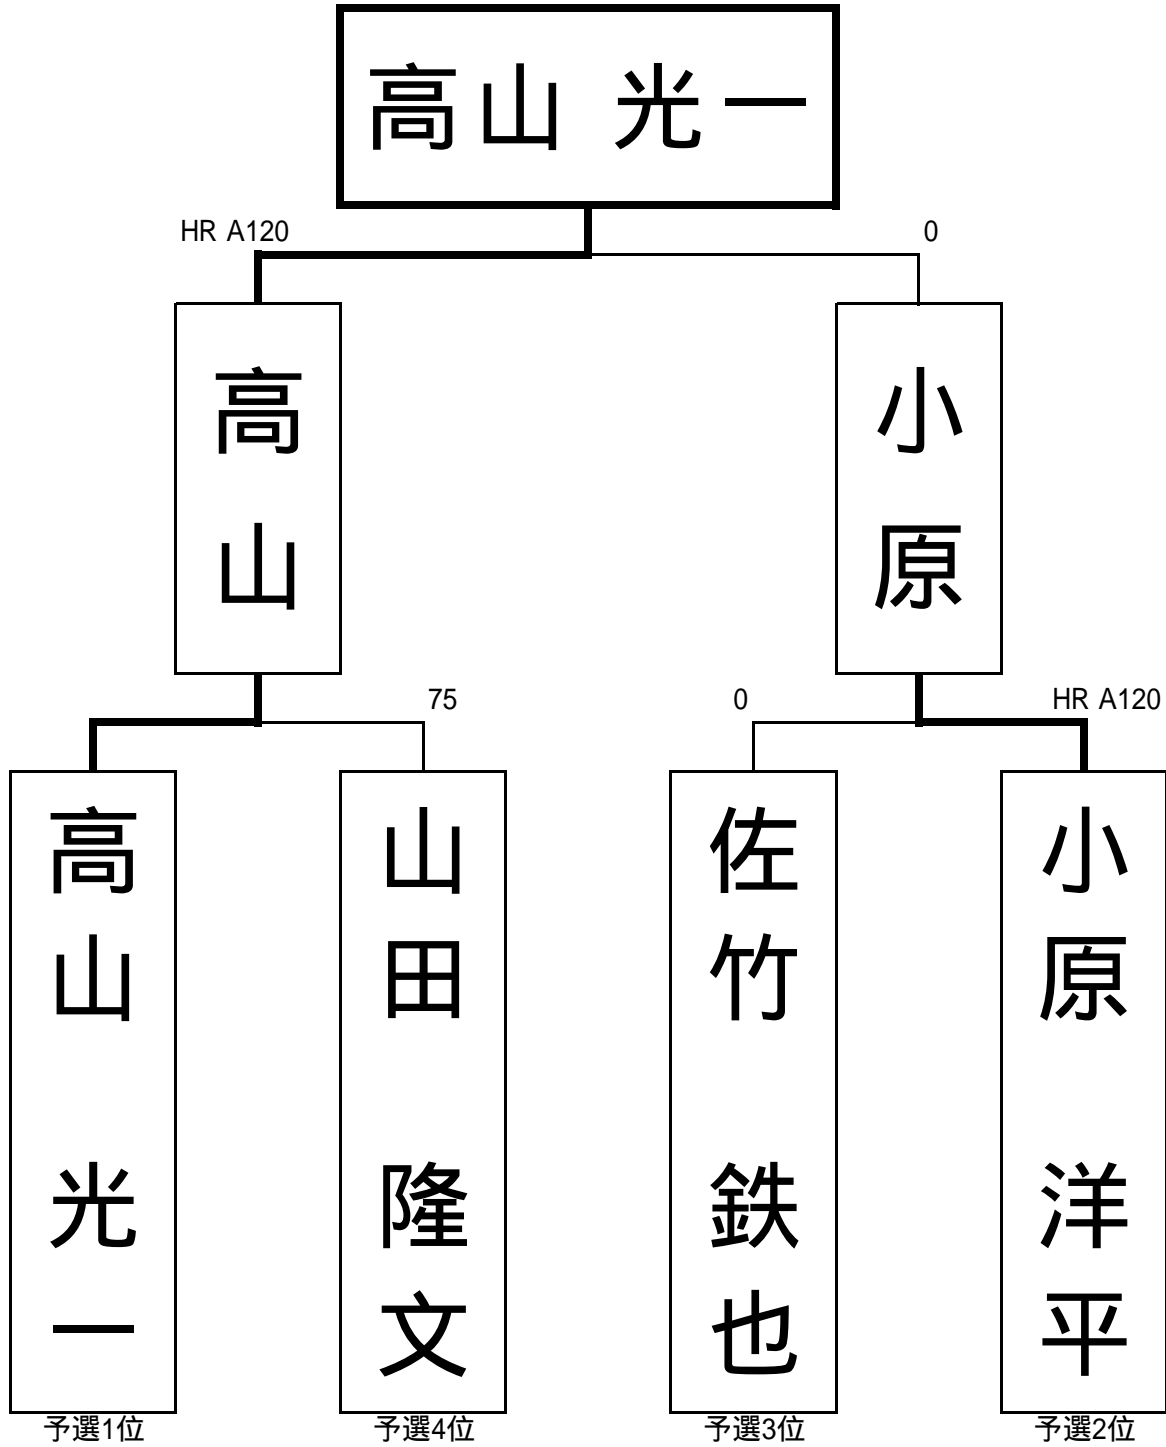 高山 光一
HR A120
0
高山
小原
75
0
HR A120
高山 光一
山田 隆文
佐竹 鉄也
小原 洋平
予選1位
予選4位
予選3位
予選2位